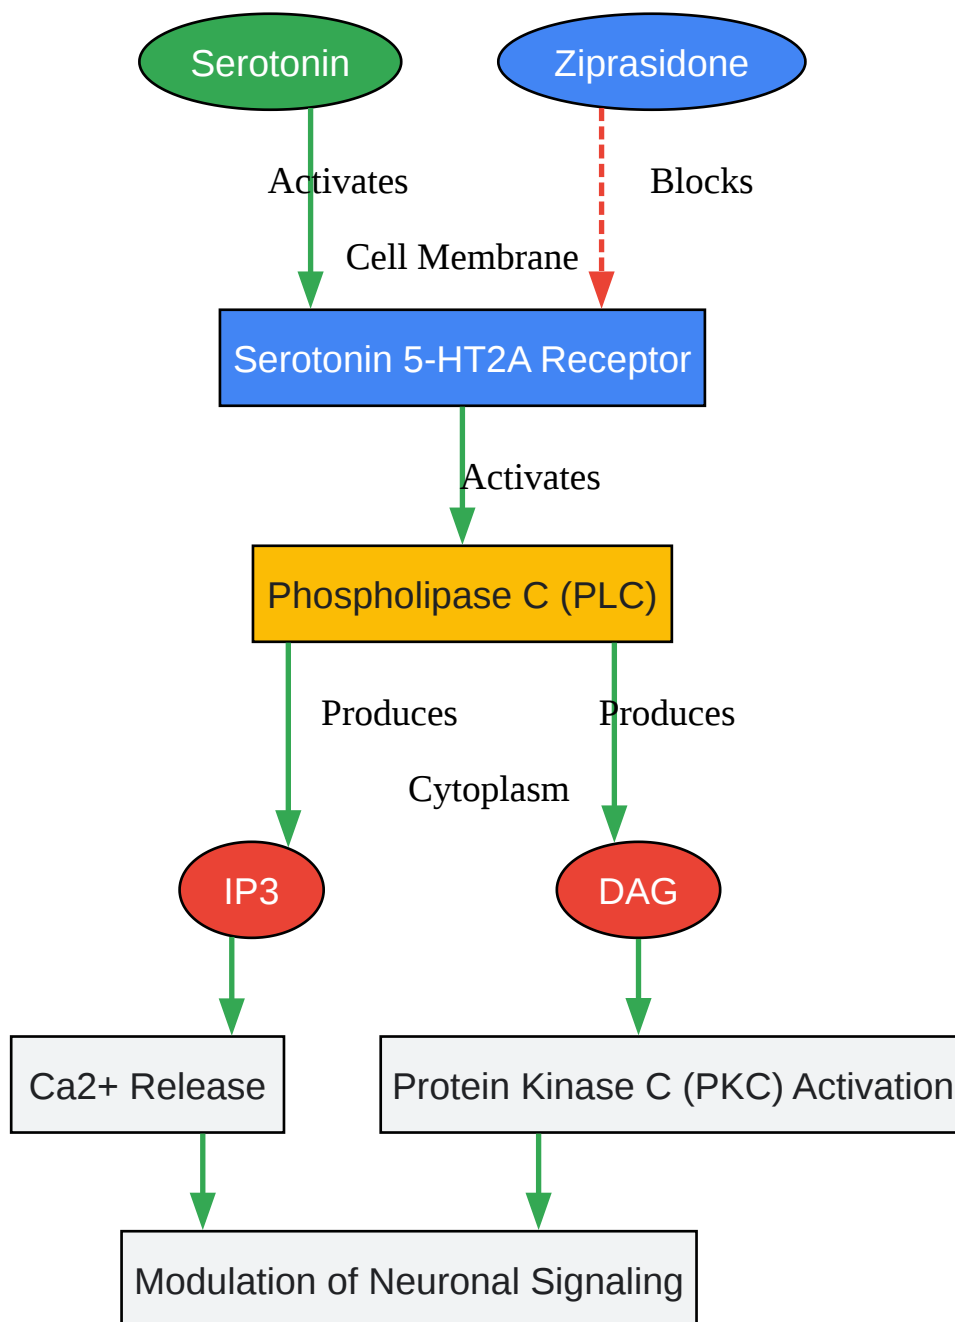 Serotonin
Ziprasidone
Activates
Blocks
Cell Membrane
Serotonin 5-HT2A Receptor
Activates
Phospholipase C (PLC)
Produces
Produces
Cytoplasm
IP3
DAG
Ca2+ Release
Protein Kinase C (PKC) Activation
Modulation of Neuronal Signaling